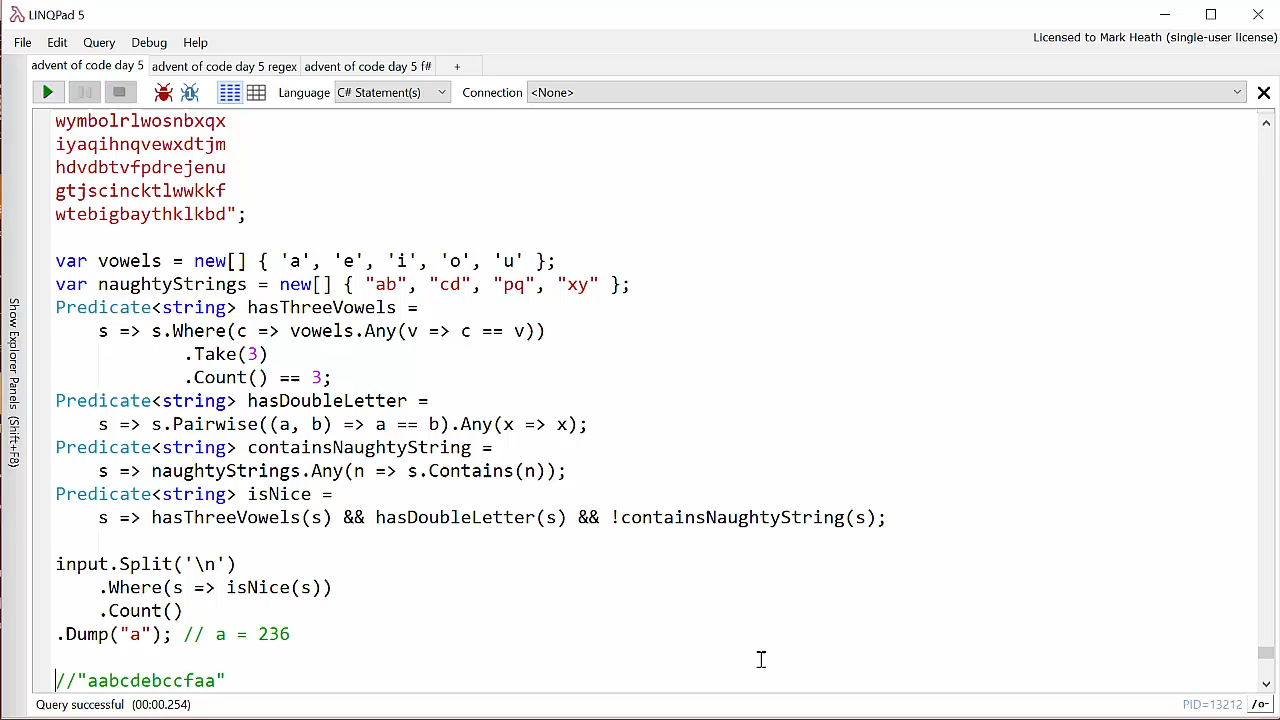 LINQPad 5
File Edit Query Debug Help
Licensed to Mark Heath (single-user license)
advent of code day 5 advent of code day 5 regex advent of code day 5 f# +
Language C# Statement(s) Connection <None>
Show Explorer Panels (Shift+F8)
wymbolrlwosnbxqx
iyaqihnqvewxdtjm
hdvdbtvfpdrejenu
gtjscincktlwwkkf
wtebigbaythklkbd";
var vowels = new[] { 'a', 'e', 'i', 'o', 'u' };
var naughtyStrings = new[] { "ab", "cd", "pq", "xy" };
Predicate<string> hasThreeVowels =
s => s.Where(c => vowels.Any(v => c == v))
.Take(3)
.Count() == 3;
Predicate<string> hasDoubleLetter =
s => s.Pairwise((a, b) => a == b).Any(x => x);
Predicate<string> containsNaughtyString =
s => naughtyStrings.Any(n => s.Contains(n));
Predicate<string> isNice =
s => hasThreeVowels(s) && hasDoubleLetter(s) && !containsNaughtyString(s);
input.Split('\n')
.Where(s => isNice(s))
.Count()
.Dump("a"); // a = 236
//"aabcdebccfaa"
Query successful (00:00.254)
PID=13212 /o-